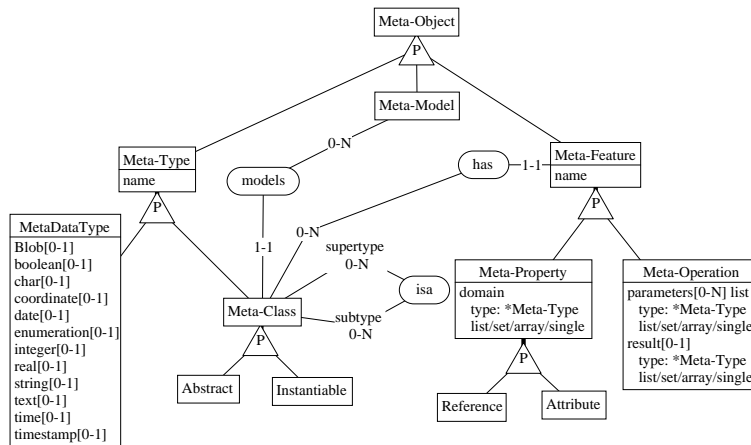 Meta-Object
P
Meta-Model
0-N
Meta-Type
name
models
has
1-1
Meta-Feature
name
P
P
MetaDataType
Blob[0-1]
boolean[0-1]
char[0-1]
coordinate[0-1]
date[0-1]
enumeration[0-1]
integer[0-1]
real[0-1]
string[0-1]
text[0-1]
time[0-1]
timestamp[0-1]
1-1
0-N
supertype
0-N
isa
subtype
0-N
Meta-Class
P
Abstract
Instantiable
Meta-Property
domain
type: *Meta-Type
list/set/array/single
P
Reference
Attribute
Meta-Operation
parameters[0-N] list
type: *Meta-Type
list/set/array/single
result[0-1]
type: *Meta-Type
list/set/array/single